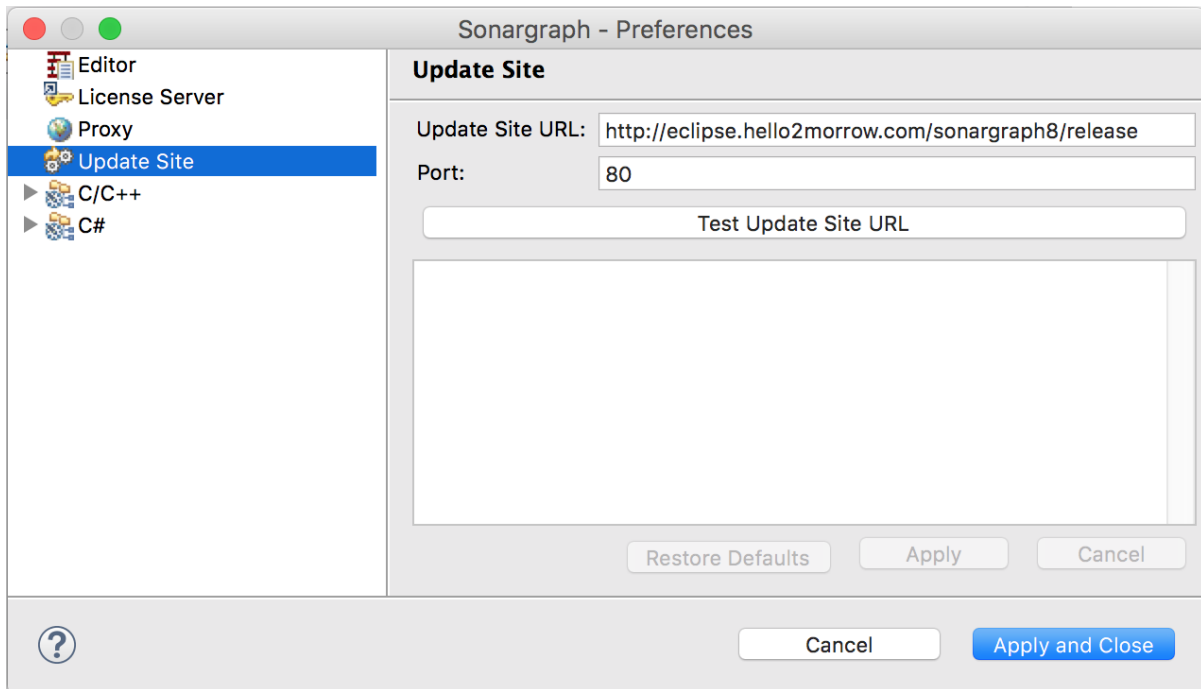 Sonargraph - Preferences
Editor
License Server
Proxy
Update Site
C/C++
C#
Update Site
Update Site URL: http://eclipse.hello2morrow.com/sonargraph8/release
Port: 80
Test Update Site URL
Restore Defaults Apply Cancel
? Cancel Apply and Close